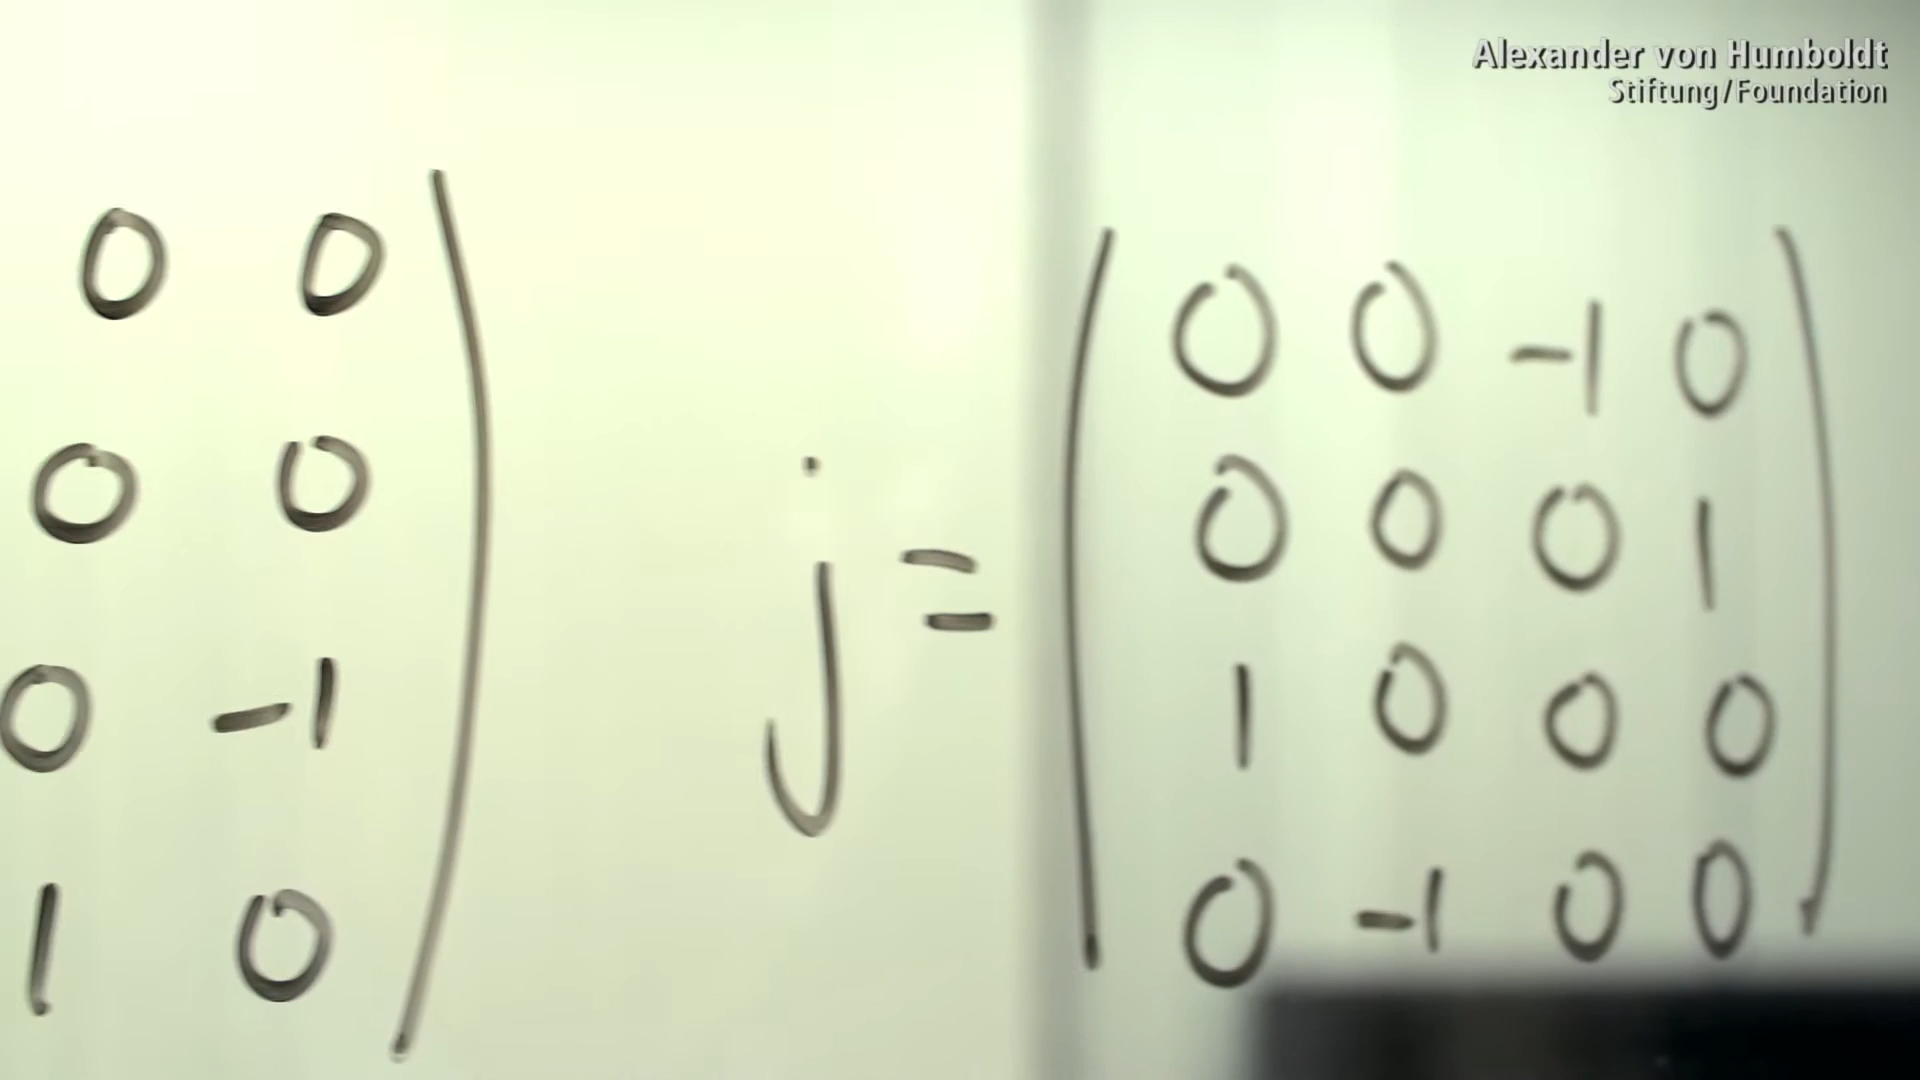 Alexander von Humboldt
Stiftung/Foundation
0 0
0 0
0 -1
1 0
j =
0 0 -1 0
0 0 0 1
1 0 0 0
0 -1 0 0